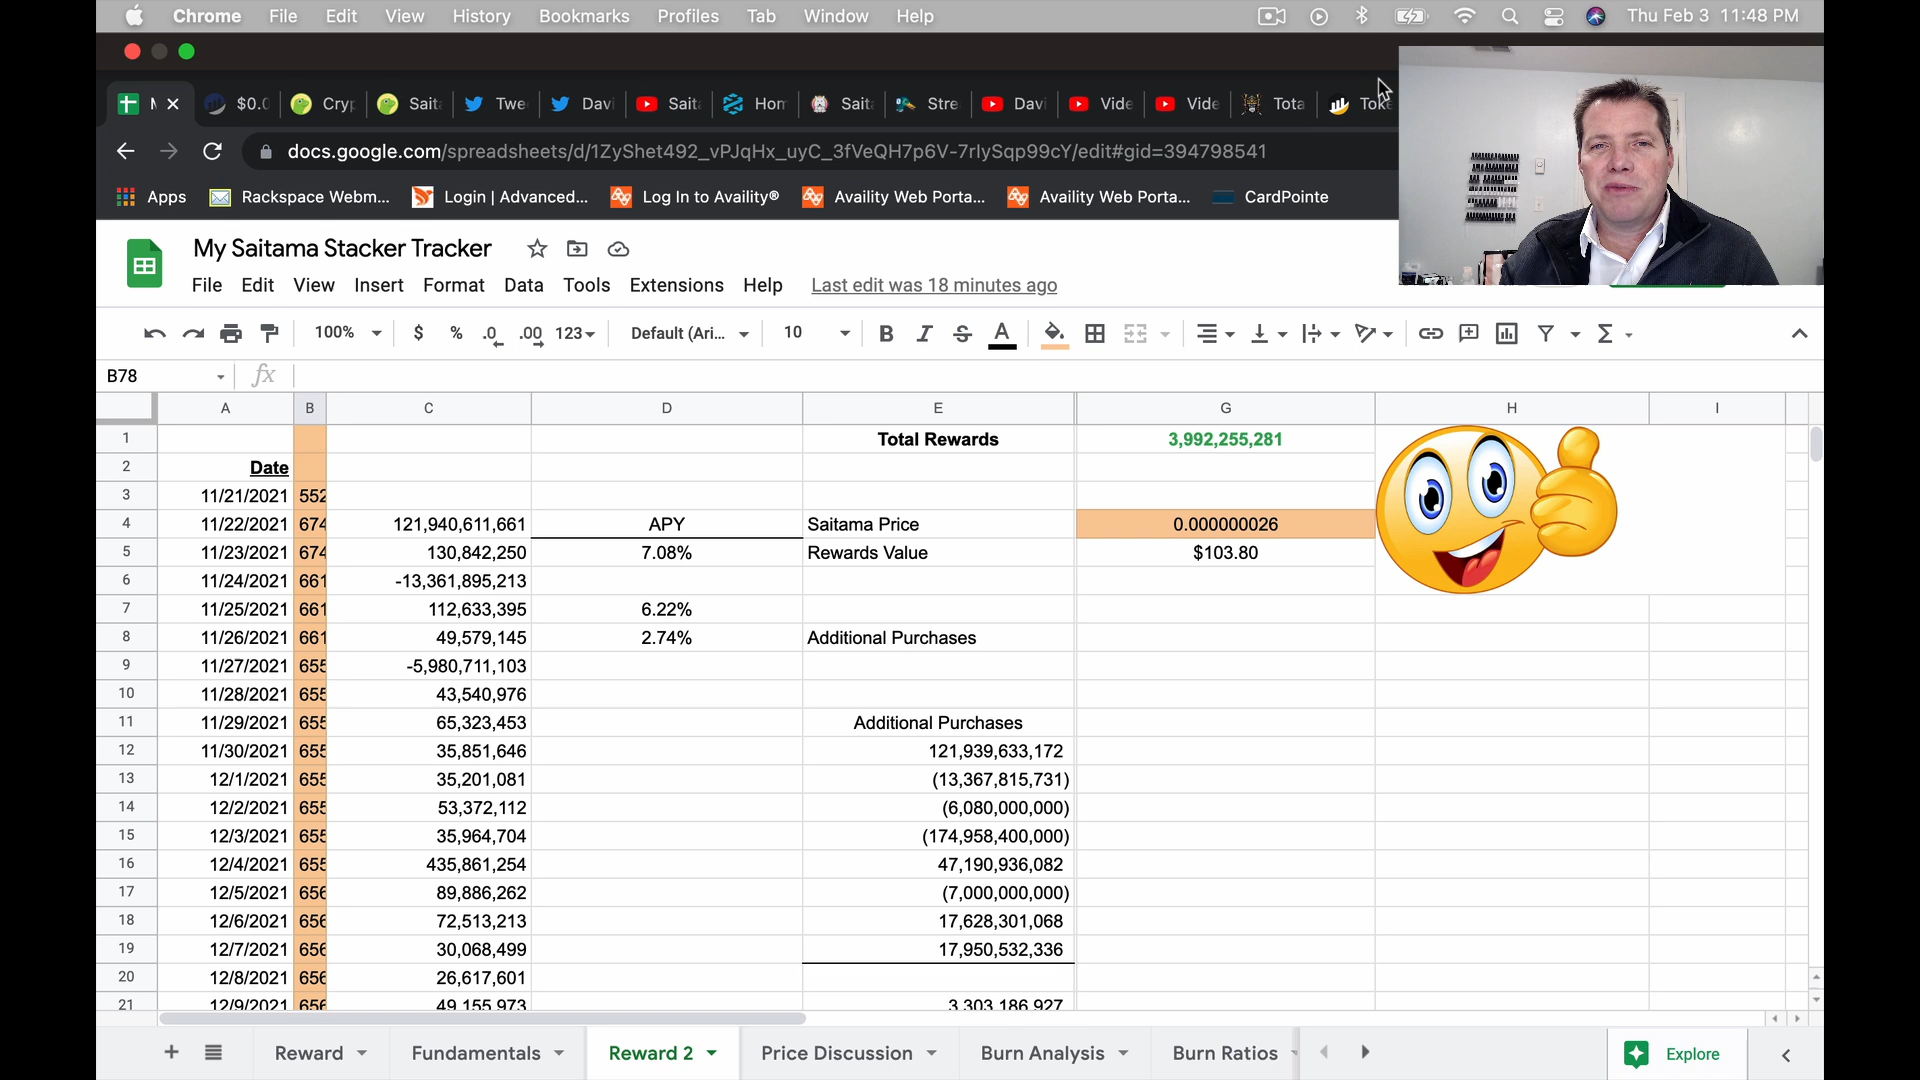 Chrome File Edit View History Bookmarks Profiles Tab Window Help Thu Feb 3 11:48 PM
$0.0 Cryp Sait Twe Davi Sait Hom Sait Stre Davi Vide Vide Tota Toke
docs.google.com/spreadsheets/d/1ZyShet492_vPJqHx_uyC_3fVeQH7p6V-7rIySqp99cY/edit#gid=394798541
Apps Rackspace Webm... Login | Advanced... Log In to Availity® Availity Web Porta... Availity Web Porta... CardPointe
My Saitama Stacker Tracker
File Edit View Insert Format Data Tools Extensions Help Last edit was 18 minutes ago
100% $ % .0 .00 123 Default (Ari... 10 B I S A
B78 fx
A B C D E G H I
1 Total Rewards 3,992,255,281
2 Date
3 11/21/2021 552
4 11/22/2021 674 121,940,611,661 APY Saitama Price 0.000000026
5 11/23/2021 674 130,842,250 7.08% Rewards Value $103.80
6 11/24/2021 661 -13,361,895,213
7 11/25/2021 661 112,633,395 6.22%
8 11/26/2021 661 49,579,145 2.74% Additional Purchases
9 11/27/2021 655 -5,980,711,103
10 11/28/2021 655 43,540,976
11 11/29/2021 655 65,323,453 Additional Purchases
12 11/30/2021 655 35,851,646 121,939,633,172
13 12/1/2021 655 35,201,081 (13,367,815,731)
14 12/2/2021 655 53,372,112 (6,080,000,000)
15 12/3/2021 655 35,964,704 (174,958,400,000)
16 12/4/2021 655 435,861,254 47,190,936,082
17 12/5/2021 656 89,886,262 (7,000,000,000)
18 12/6/2021 656 72,513,213 17,628,301,068
19 12/7/2021 656 30,068,499 17,950,532,336
20 12/8/2021 656 26,617,601
21 12/9/2021 656 49,155,973 3,303,186,927
Reward Fundamentals Reward 2 Price Discussion Burn Analysis Burn Ratios Explore